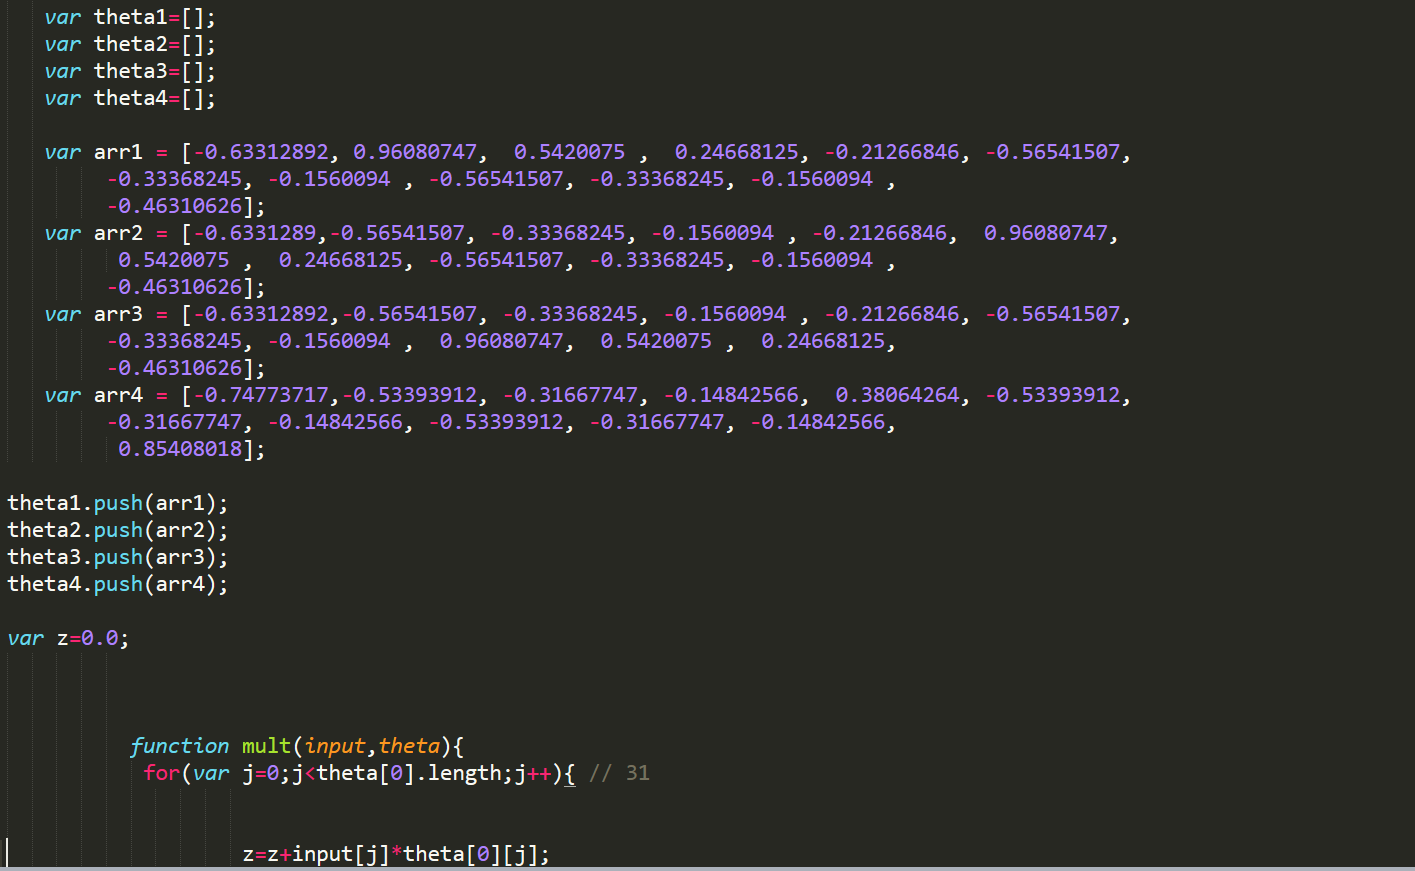 var theta1=[];
var theta2=[];
var theta3=[];
var theta4=[];
var arr1 = [-0.63312892, 0.96080747,  0.5420075 ,  0.24668125, -0.21266846, -0.56541507,
-0.33368245, -0.1560094 , -0.56541507, -0.33368245, -0.1560094 ,
-0.46310626];
var arr2 = [-0.6331289,-0.56541507, -0.33368245, -0.1560094 , -0.21266846,  0.96080747,
0.5420075 ,  0.24668125, -0.56541507, -0.33368245, -0.1560094 ,
-0.46310626];
var arr3 = [-0.63312892,-0.56541507, -0.33368245, -0.1560094 , -0.21266846, -0.56541507,
-0.33368245, -0.1560094 ,  0.96080747,  0.5420075 ,  0.24668125,
-0.46310626];
var arr4 = [-0.74773717,-0.53393912, -0.31667747, -0.14842566,  0.38064264, -0.53393912,
-0.31667747, -0.14842566, -0.53393912, -0.31667747, -0.14842566,
0.85408018];
theta1.push(arr1);
theta2.push(arr2);
theta3.push(arr3);
theta4.push(arr4);
var z=0.0;
function mult(input,theta){
for(var j=0;j<theta[0].length;j++){ // 31
z=z+input[j]*theta[0][j];